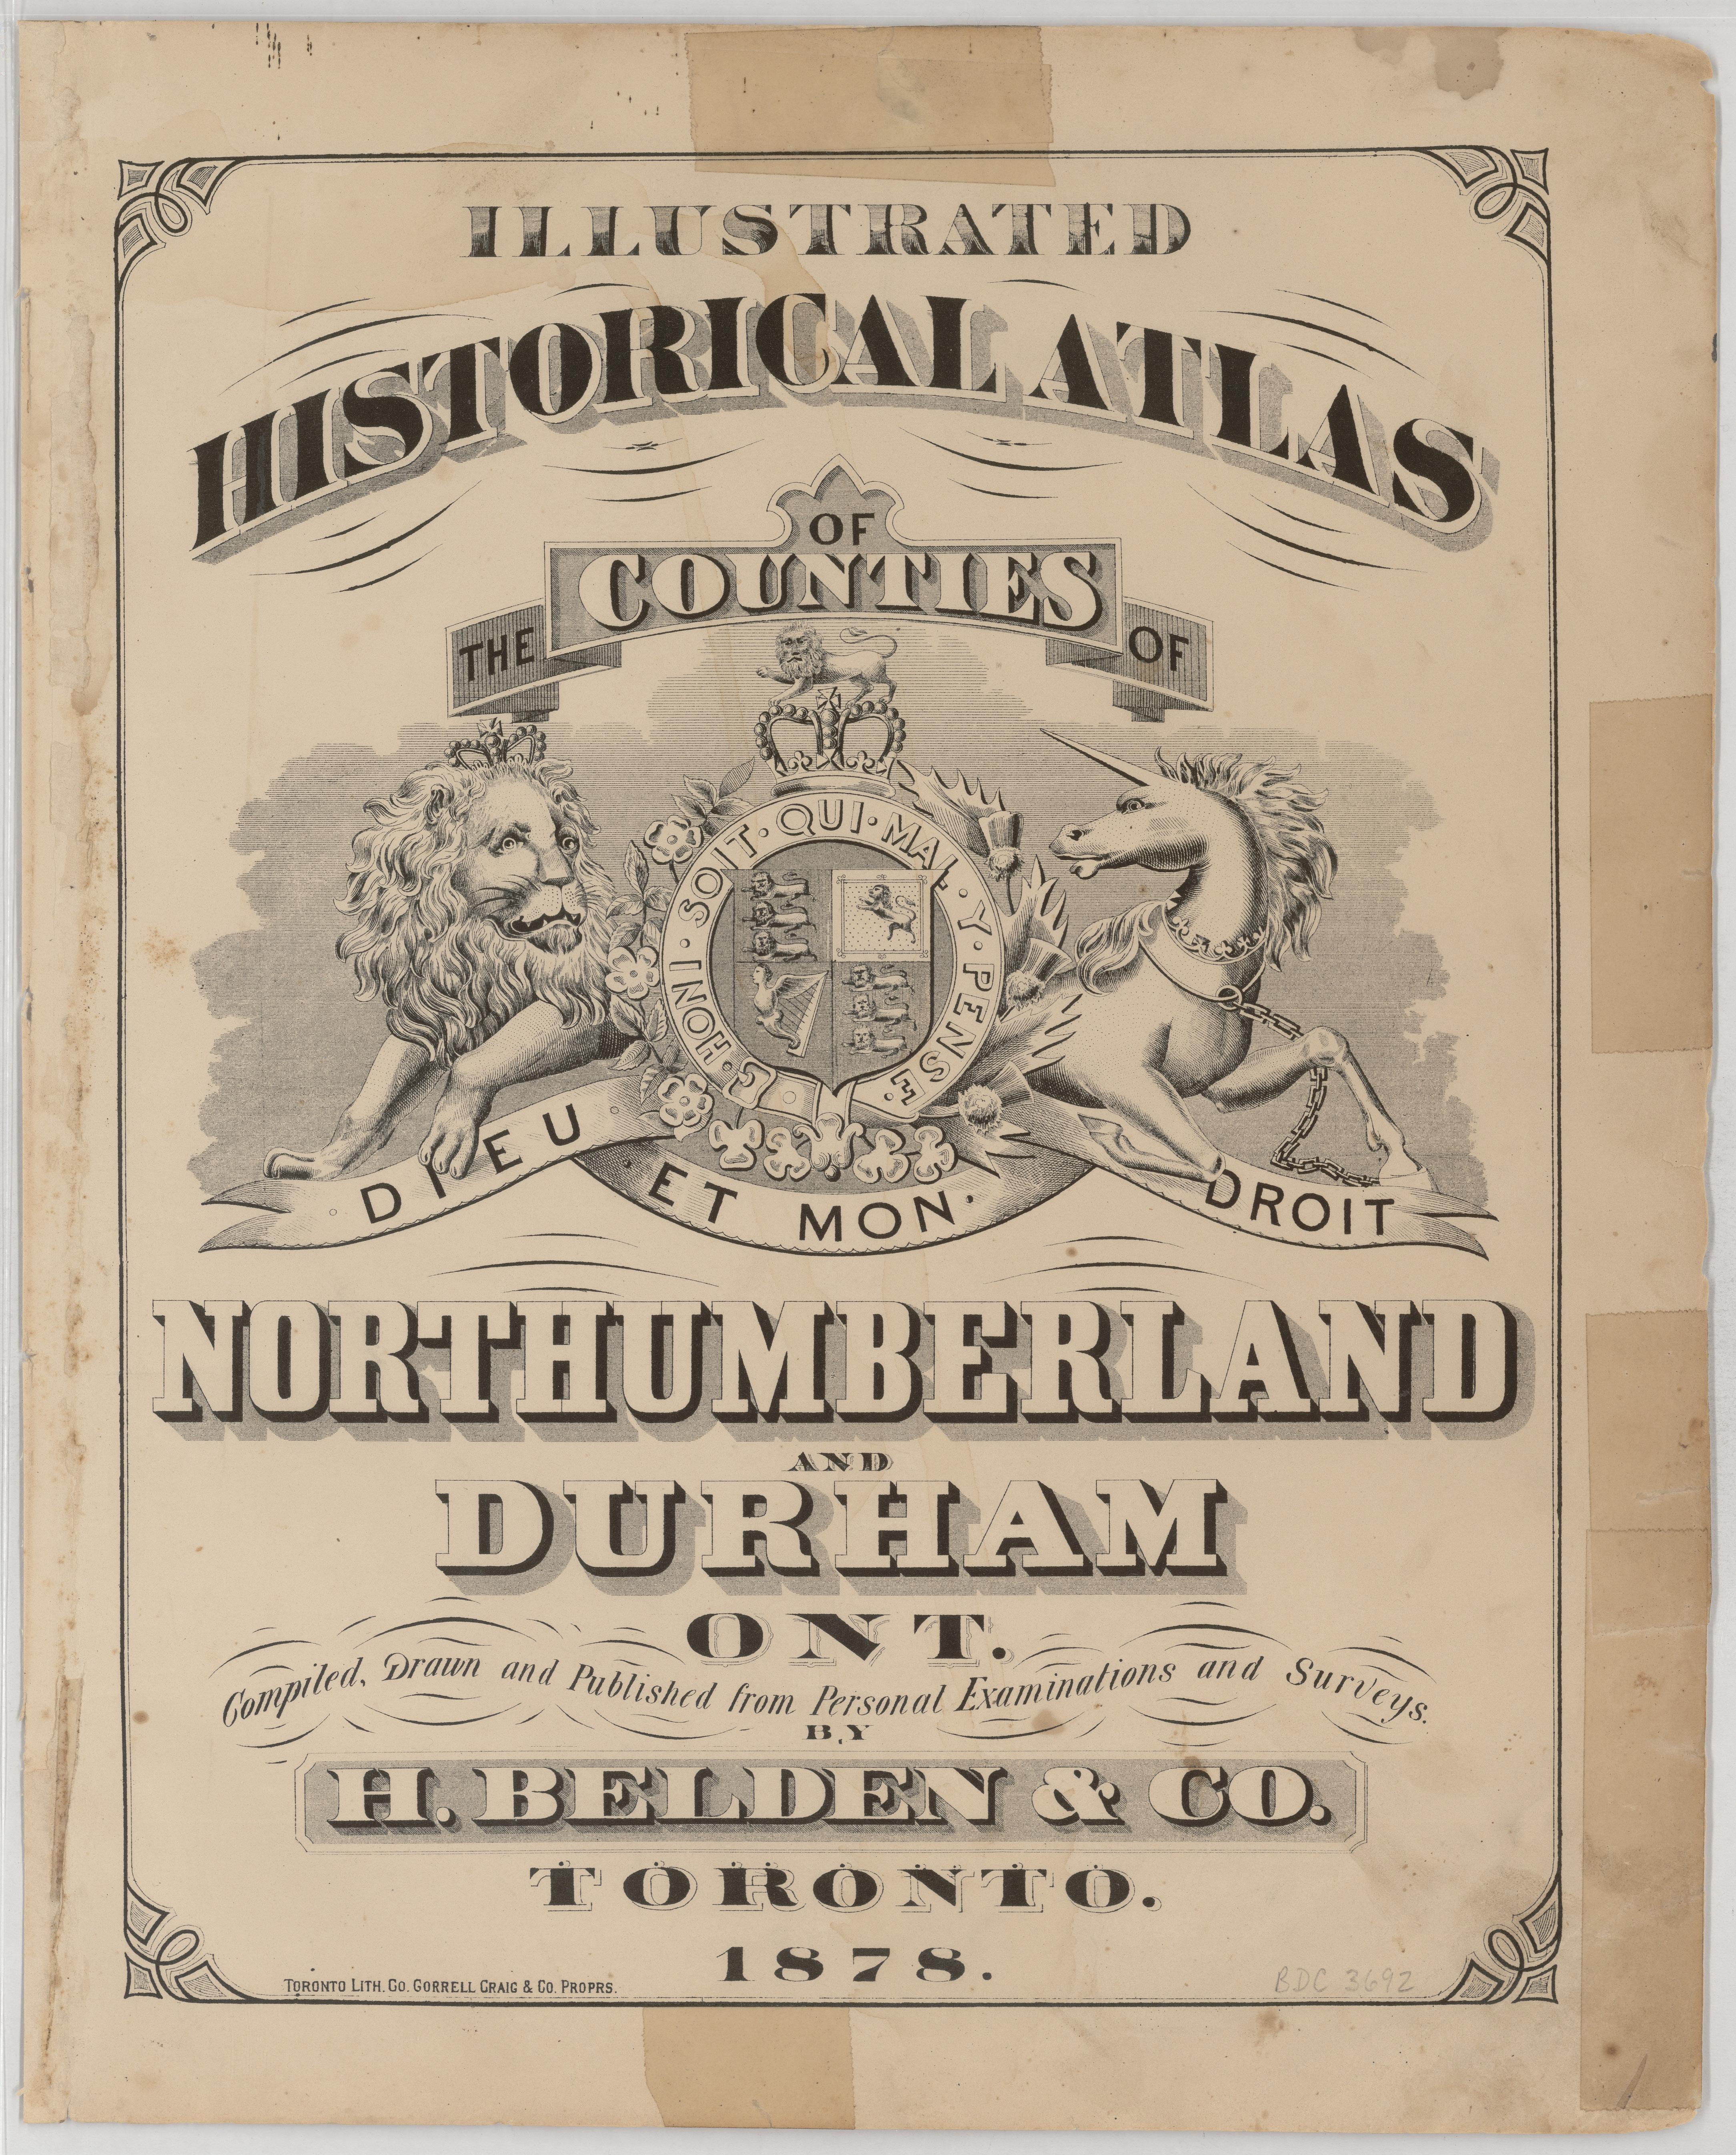 ILLUSTRATED
HISTORICAL ATLAS
OF
THE COUNTIES OF
HONI · SOIT · QUI · MAL · Y · PENSE
DIEU · ET MON · DROIT
NORTHUMBERLAND
AND
DURHAM
ONT.
Compiled, Drawn and Published from Personal Examinations and Surveys.
BY
H. BELDEN & CO.
TORONTO.
1878.
TORONTO LITH. CO. GORRELL CRAIG & CO. PROPRS.
BDC 3692